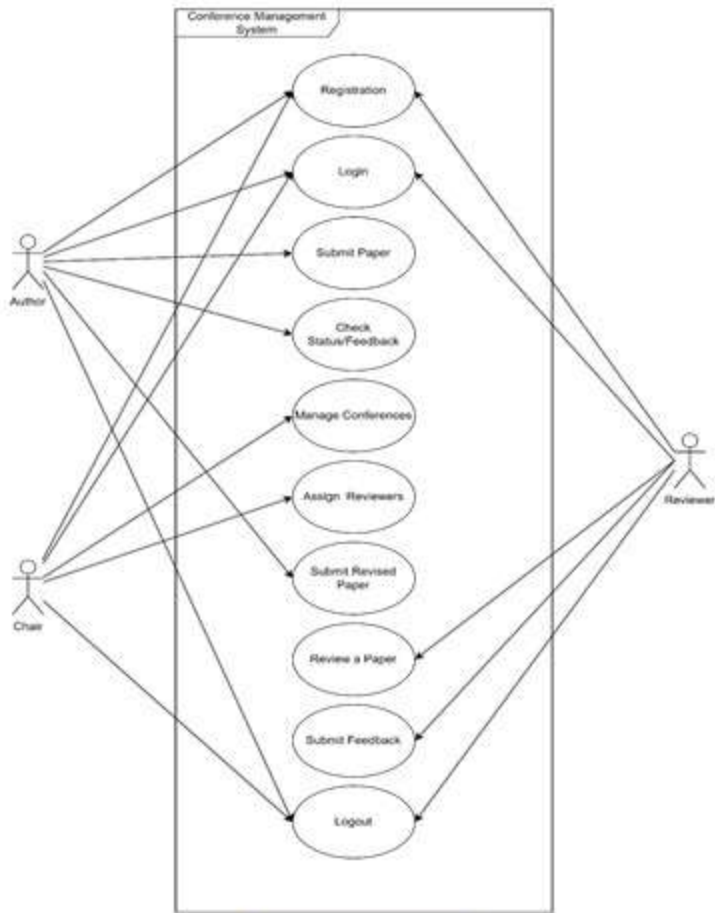 Conference Management
System
Registration
Login
Submit Paper
Author
Check
Status/Feedback
Manage Conferences
Assign Reviewers
Reviewer
Submit Revised
Paper
Chair
Review a Paper
Submit Feedback
Logout